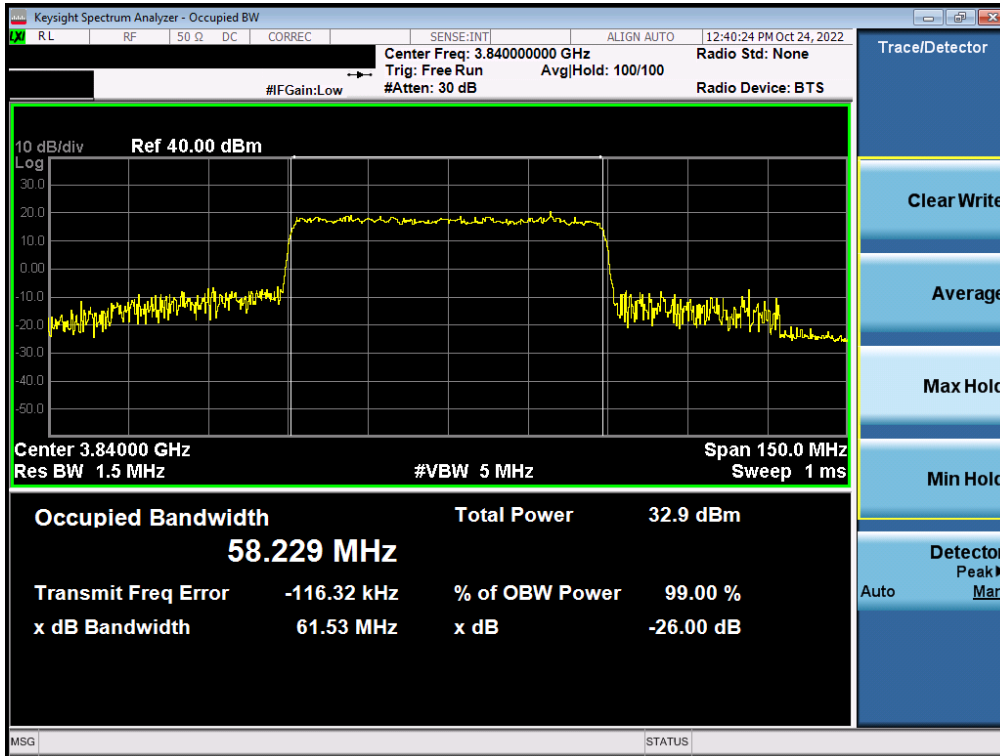 Keysight Spectrum Analyzer - Occupied BW
LXI RL RF 50 Ω DC CORREC SENSE:INT ALIGN AUTO 12:40:24 PM Oct 24, 2022
Center Freq: 3.840000000 GHz Radio Std: None
Trig: Free Run Avg|Hold: 100/100
#IFGain:Low #Atten: 30 dB Radio Device: BTS
10 dB/div Ref 40.00 dBm
Log
30.0
20.0
10.0
0.00
-10.0
-20.0
-30.0
-40.0
-50.0
Center 3.84000 GHz Span 150.0 MHz
Res BW 1.5 MHz #VBW 5 MHz Sweep 1 ms
Occupied Bandwidth Total Power 32.9 dBm
58.229 MHz
Transmit Freq Error -116.32 kHz % of OBW Power 99.00 %
x dB Bandwidth 61.53 MHz x dB -26.00 dB
MSG STATUS
Trace/Detector
Clear Write
Average
Max Hold
Min Hold
Detector
Peak
Auto Man